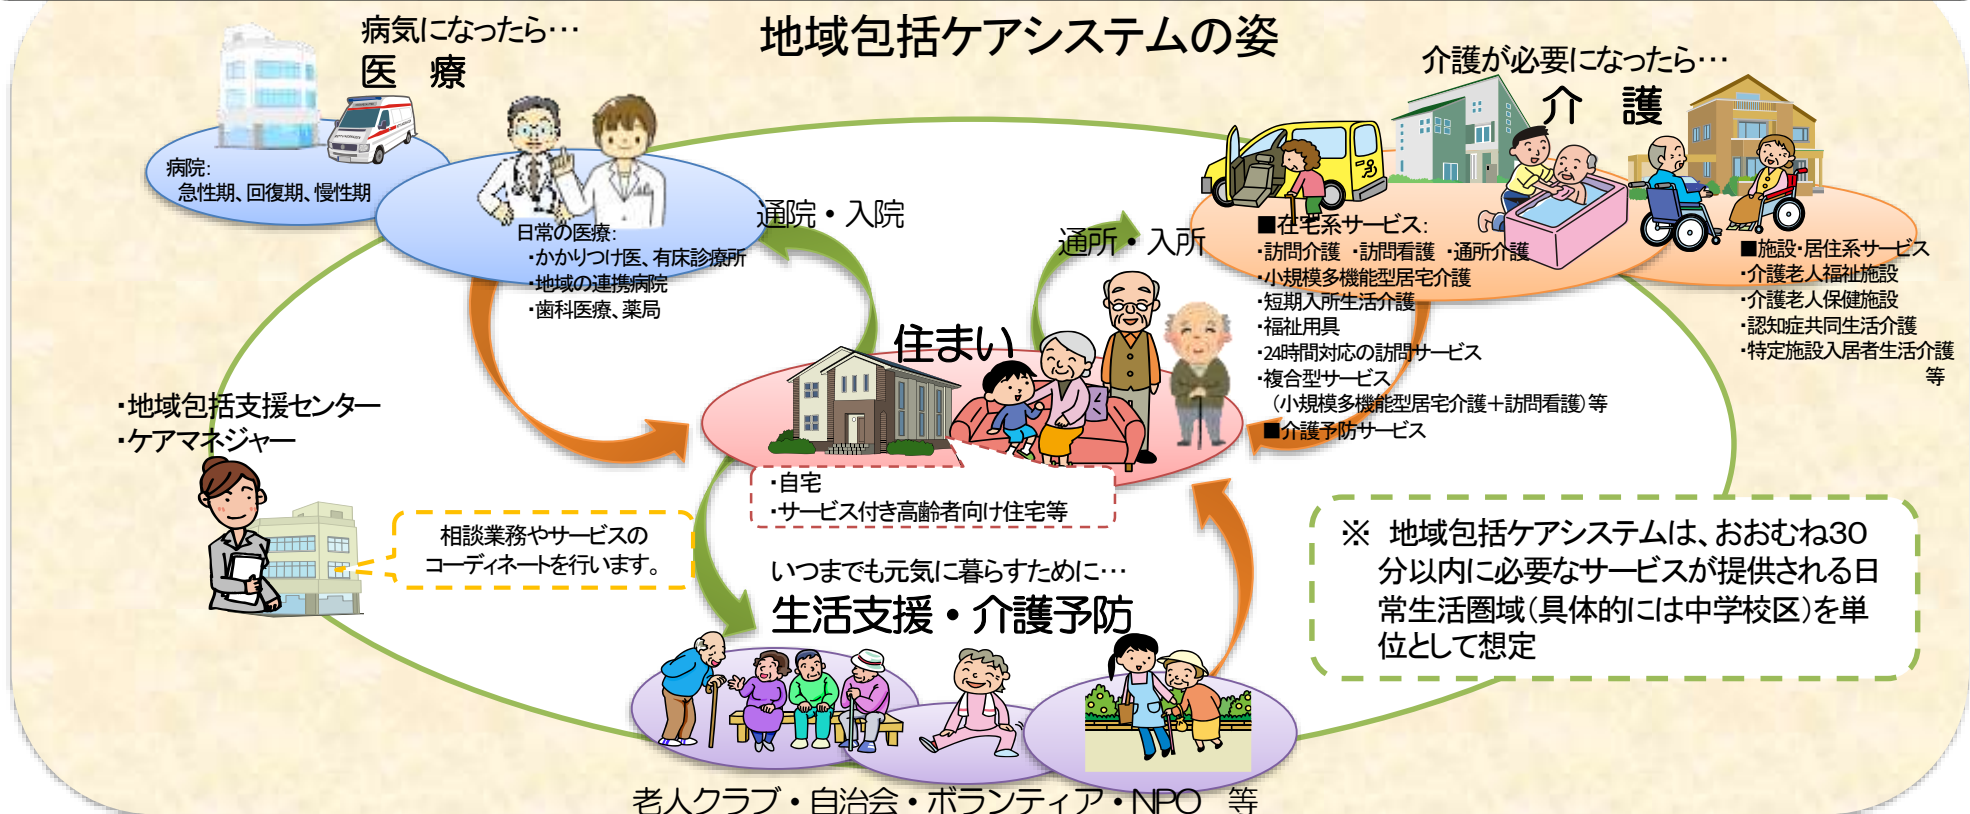 地域包括ケアシステムの姿
病気になったら…
医 療
病院:
急性期、回復期、慢性期
日常の医療:
・かかりつけ医、有床診療所
・地域の連携病院
・歯科医療、薬局
通院・入院
通所・入所
介護が必要になったら…
介 護
■在宅系サービス:
・訪問介護 ・訪問看護 ・通所介護
・小規模多機能型居宅介護
・短期入所生活介護
・福祉用具
・24時間対応の訪問サービス
・複合型サービス
(小規模多機能型居宅介護+訪問看護)等
■介護予防サービス
■施設・居住系サービス
・介護老人福祉施設
・介護老人保健施設
・認知症共同生活介護
・特定施設入居者生活介護
等
住まい
・自宅
・サービス付き高齢者向け住宅等
・地域包括支援センター
・ケアマネジャー
相談業務やサービスの
コーディネートを行います。
いつまでも元気に暮らすために…
生活支援・介護予防
老人クラブ・自治会・ボランティア・NPO 等
※ 地域包括ケアシステムは、おおむね30
分以内に必要なサービスが提供される日
常生活圏域(具体的には中学校区)を単
位として想定